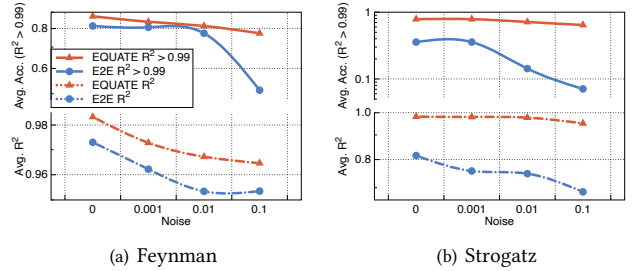 Avg. Acc. (R² > 0.99)
0.8
0.6
EQUATE R² > 0.99
E2E R² > 0.99
EQUATE R²
E2E R²
Avg. R²
0.98
0.96
0 0.001 0.01 0.1
Noise
(a) Feynman
Avg. Acc. (R² > 0.99)
1
0.1
Avg. R²
1.0
0.8
0 0.001 0.01 0.1
Noise
(b) Strogatz